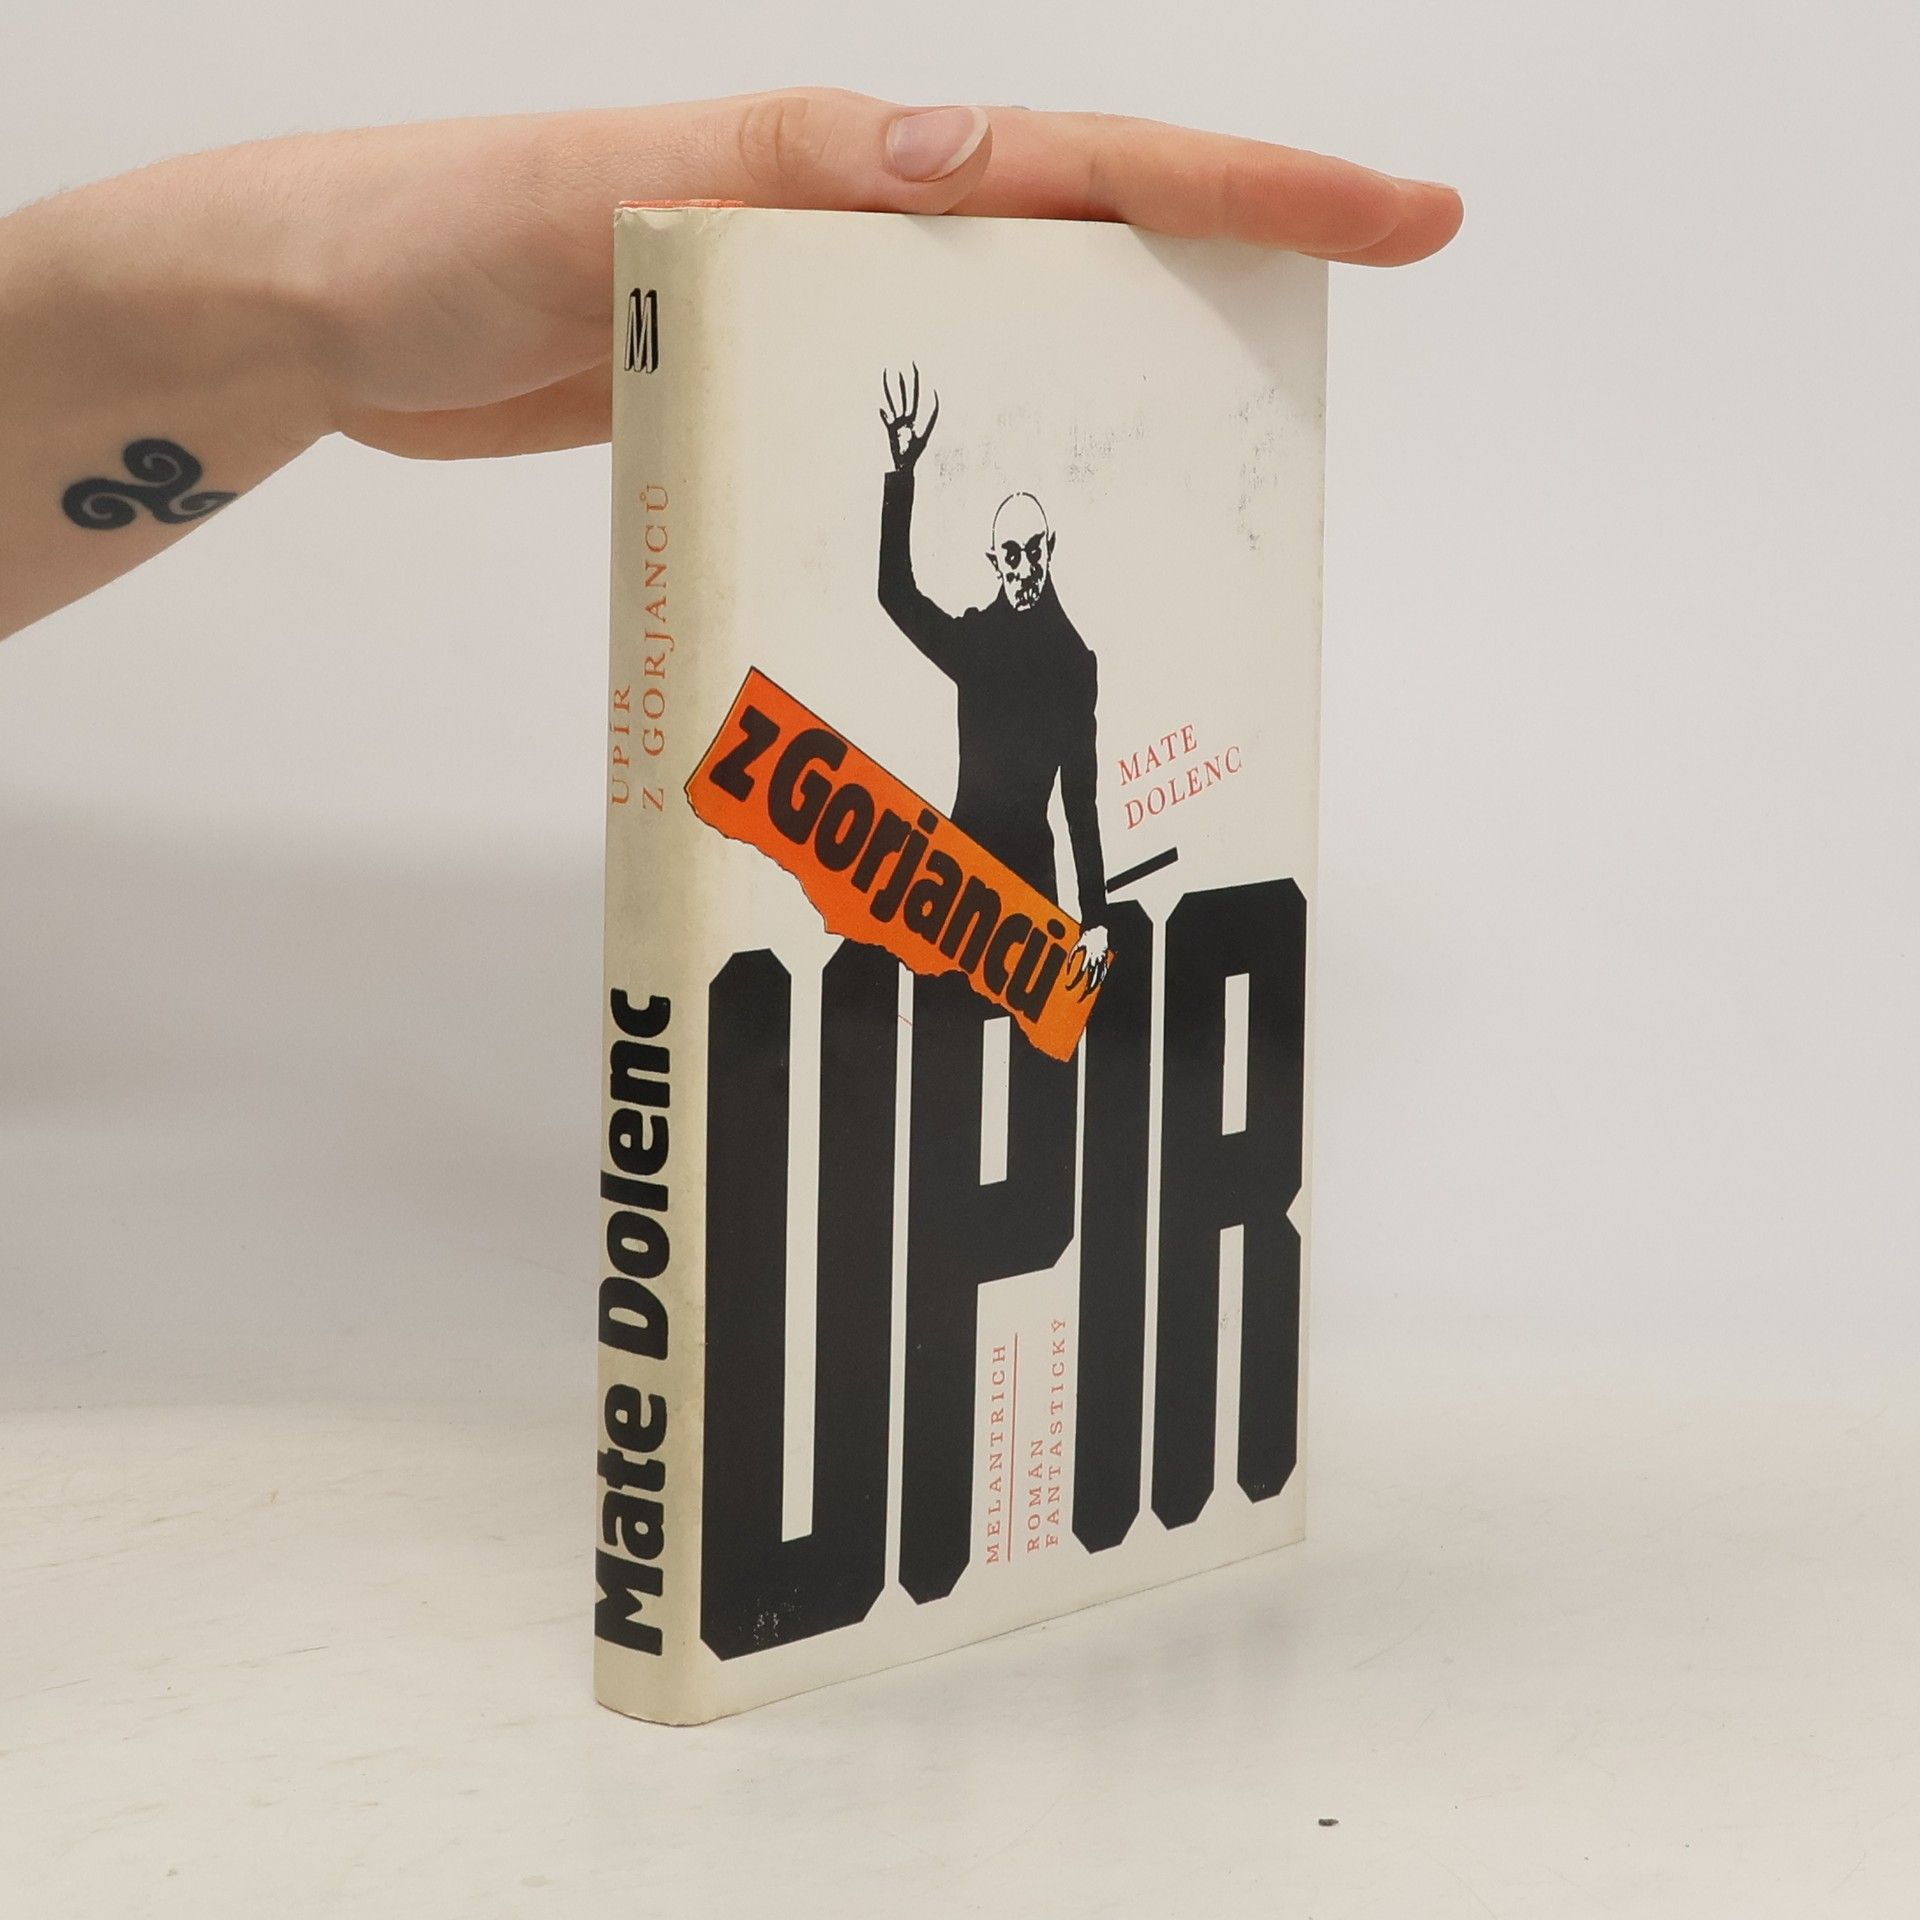 M
UPÍR
Z GORJANCŮ
Mate Dolenc
z Gorjanců
MATE
DOLENC
UPÍR
MELANTRICH
ROMÁN
FANTASTICKÝ